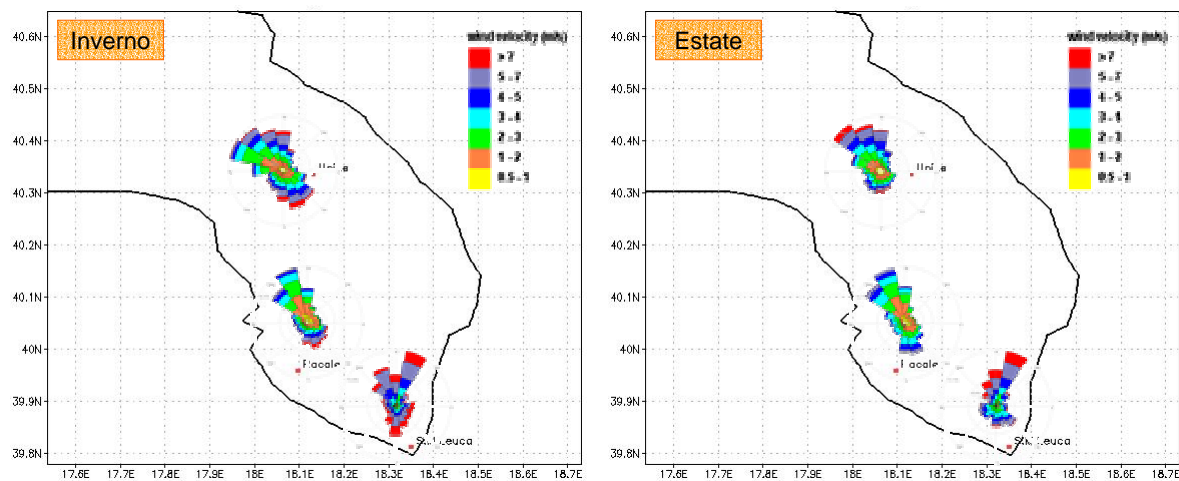 Inverno
wind velocity (m/s)
> 7
5 - 7
4 - 5
3 - 4
2 - 3
1 - 2
0.5 - 1
40.6N
40.5N
40.4N
40.3N
40.2N
40.1N
40N
39.9N
39.8N
17.6E 17.7E 17.8E 17.9E 18E 18.1E 18.2E 18.3E 18.4E 18.5E 18.6E 18.7E
Estate
wind velocity (m/s)
> 7
5 - 7
4 - 5
3 - 4
2 - 3
1 - 2
0.5 - 1
40.6N
40.5N
40.4N
40.3N
40.2N
40.1N
40N
39.9N
39.8N
17.6E 17.7E 17.8E 17.9E 18E 18.1E 18.2E 18.3E 18.4E 18.5E 18.6E 18.7E